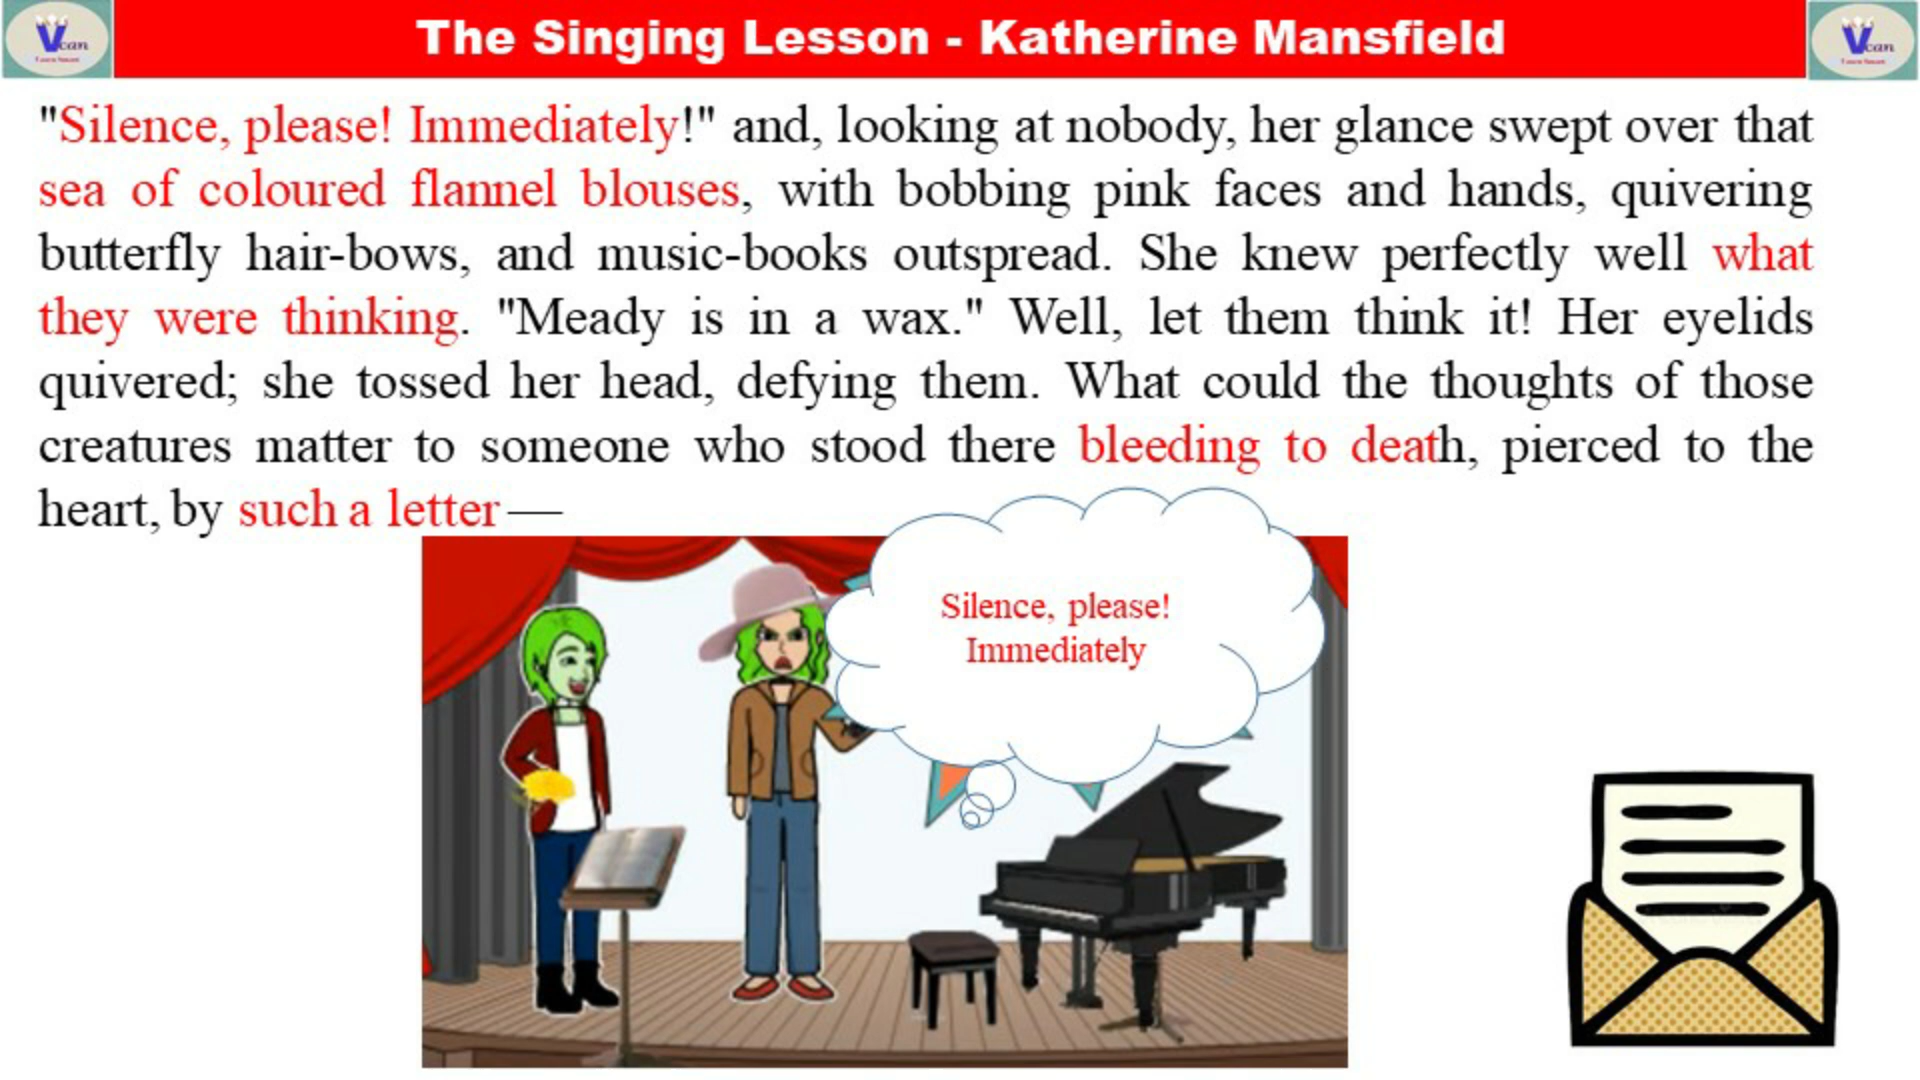 Vcan
The Singing Lesson - Katherine Mansfield
Vcan
"Silence, please! Immediately!" and, looking at nobody, her glance swept over that
sea of coloured flannel blouses, with bobbing pink faces and hands, quivering
butterfly hair-bows, and music-books outspread. She knew perfectly well what
they were thinking. "Meady is in a wax." Well, let them think it! Her eyelids
quivered; she tossed her head, defying them. What could the thoughts of those
creatures matter to someone who stood there bleeding to death, pierced to the
heart, by such a letter —
Silence, please!
Immediately